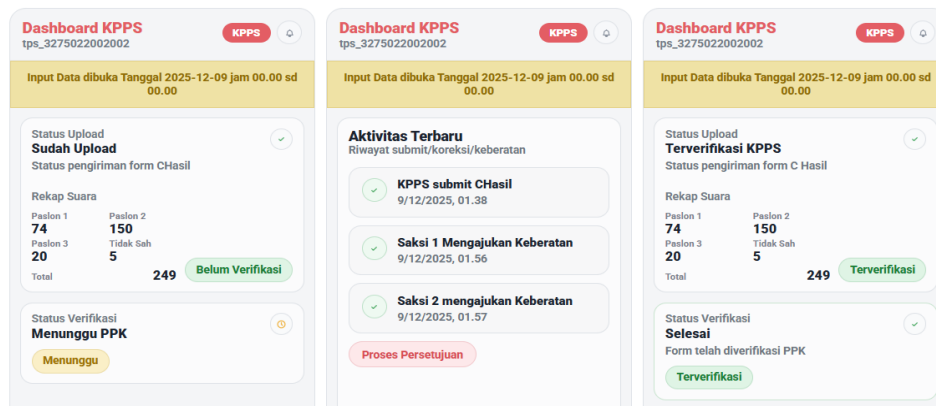 Dashboard KPPS
KPPS
tps_3275022002002
Input Data dibuka Tanggal 2025-12-09 jam 00.00 sd
00.00
Status Upload
Sudah Upload
Status pengiriman form CHasil
Rekap Suara
Paslon 1 Paslon 2
74 150
Paslon 3 Tidak Sah
20 5
Total 249 Belum Verifikasi
Status Verifikasi
Menunggu PPK
Menunggu
Dashboard KPPS
KPPS
tps_3275022002002
Input Data dibuka Tanggal 2025-12-09 jam 00.00 sd
00.00
Aktivitas Terbaru
Riwayat submit/koreksi/keberatan
KPPS submit CHasil
9/12/2025, 01.38
Saksi 1 Mengajukan Keberatan
9/12/2025, 01.56
Saksi 2 mengajukan Keberatan
9/12/2025, 01.57
Proses Persetujuan
Dashboard KPPS
KPPS
tps_3275022002002
Input Data dibuka Tanggal 2025-12-09 jam 00.00 sd
00.00
Status Upload
Terverifikasi KPPS
Status pengiriman form C Hasil
Rekap Suara
Paslon 1 Paslon 2
74 150
Paslon 3 Tidak Sah
20 5
Total 249 Terverifikasi
Status Verifikasi
Selesai
Form telah diverifikasi PPK
Terverifikasi